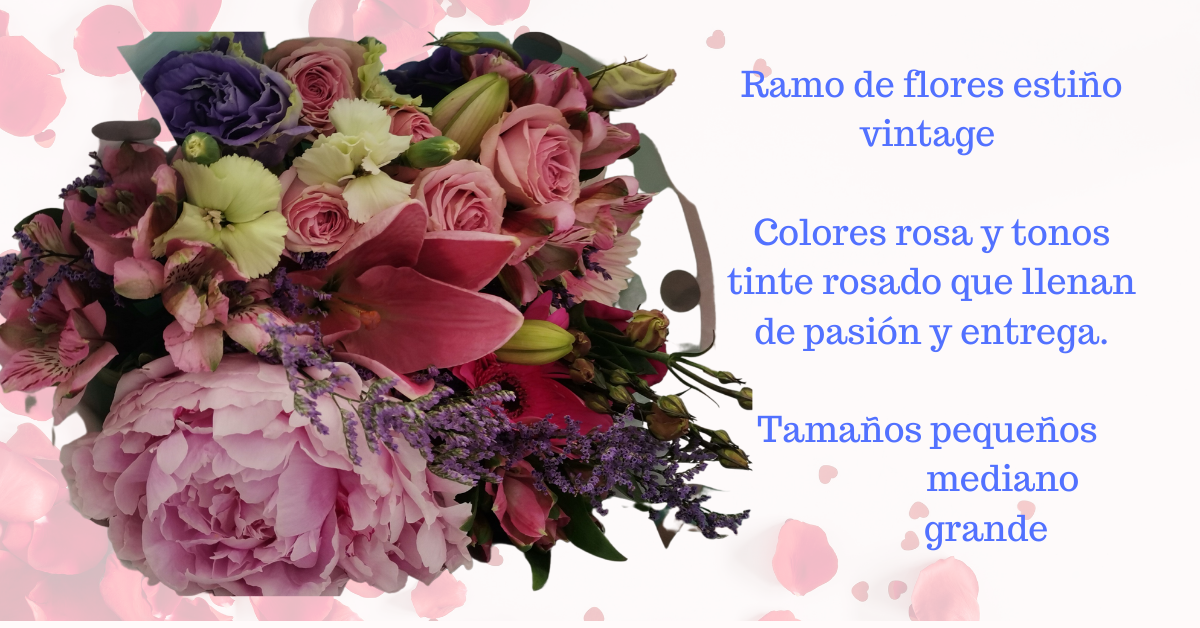 Ramo de flores estiño
vintage
Colores rosa y tonos
tinte rosado que llenan
de pasión y entrega.
Tamaños pequeños
mediano
grande